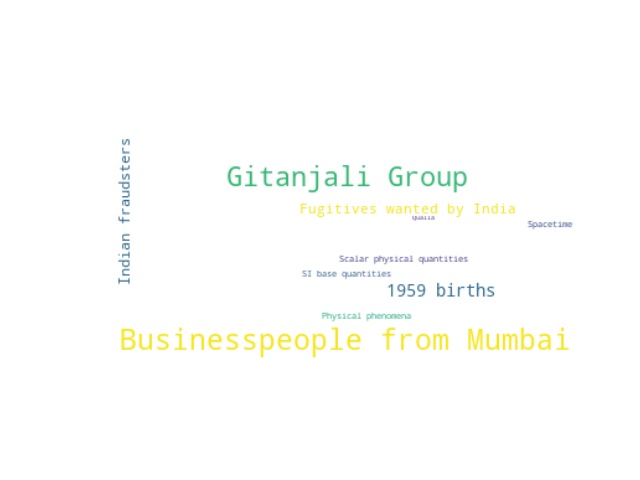 Indian fraudsters
Gitanjali Group
Fugitives wanted by India
Qualia
Spacetime
Scalar physical quantities
SI base quantities
1959 births
Physical phenomena
Businesspeople from Mumbai